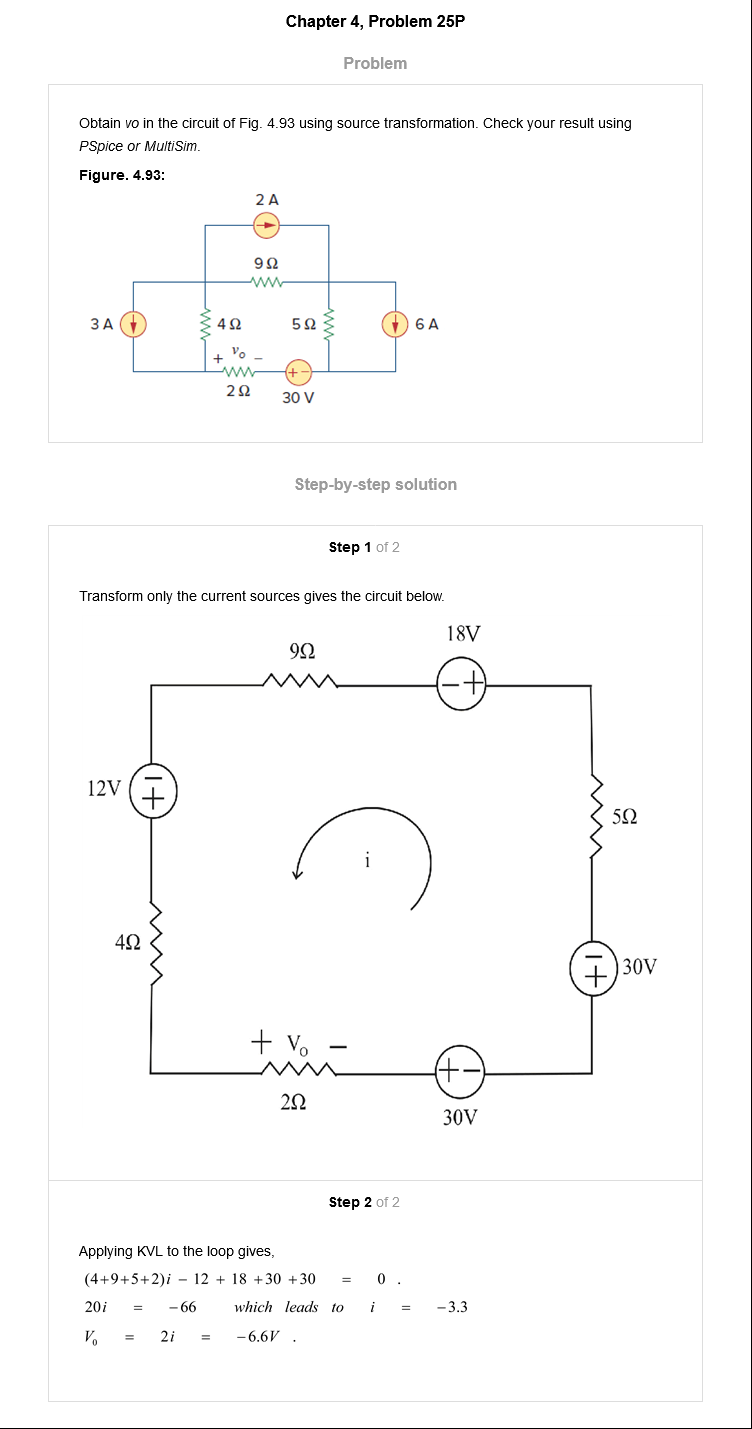 Chapter 4, Problem 25P
Problem
Obtain vo in the circuit of Fig. 4.93 using source transformation. Check your result using
PSpice or MultiSim.
Figure. 4.93:
2 A
9 Ω
3 A
4 Ω
5 Ω
6 A
+ vo −
+ −
2 Ω
30 V
Step-by-step solution
Step 1 of 2
Transform only the current sources gives the circuit below.
18V
9Ω
− +
12V
− +
5Ω
i
4Ω
− +
30V
+ Vo −
+ −
2Ω
30V
Step 2 of 2
Applying KVL to the loop gives,
(4+9+5+2)i − 12 + 18 +30 +30 = 0 .
20i = −66 which leads to i = −3.3
V0 = 2i = −6.6V .